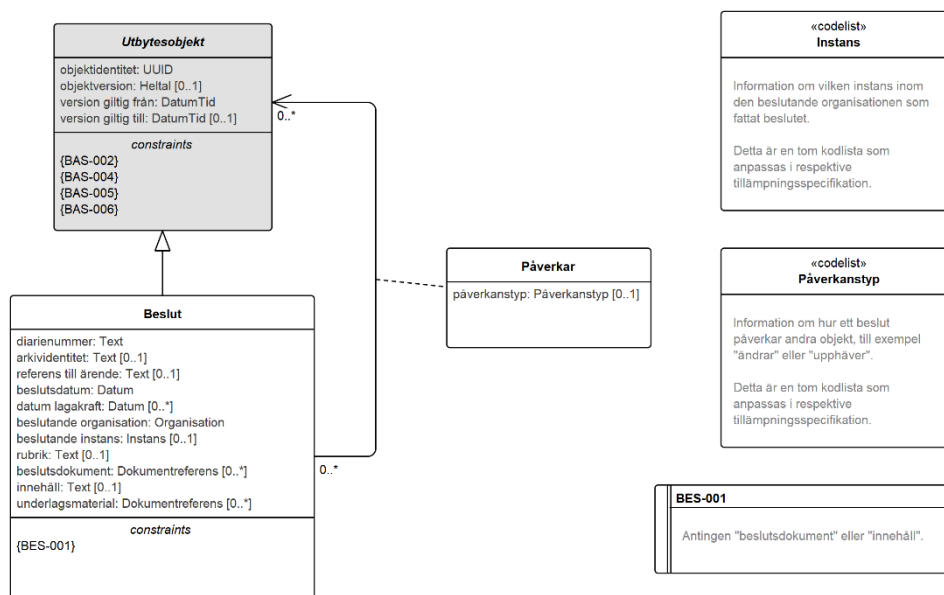 Utbytesobjekt
objektidentitet: UUID
objektversion: Heltal [0..1]
version giltig från: DatumTid
version giltig till: DatumTid [0..1]
constraints
{BAS-002}
{BAS-004}
{BAS-005}
{BAS-006}
0..*
Beslut
diarienummer: Text
arkividentitet: Text [0..1]
referens till ärende: Text [0..1]
beslutsdatum: Datum
datum lagakraft: Datum [0..*]
beslutande organisation: Organisation
beslutande instans: Instans [0..1]
rubrik: Text [0..1]
beslutsdokument: Dokumentreferens [0..*]
innehåll: Text [0..1]
underlagsmaterial: Dokumentreferens [0..*]
constraints
{BES-001}
0..*
Påverkar
påverkanstyp: Påverkanstyp [0..1]
«codelist»
Instans
Information om vilken instans inom
den beslutande organisationen som
fattat beslutet.
Detta är en tom kodlista som
anpassas i respektive
tillämpningsspecifikation.
«codelist»
Påverkanstyp
Information om hur ett beslut
påverkar andra objekt, till exempel
"ändrar" eller "upphäver".
Detta är en tom kodlista som
anpassas i respektive
tillämpningsspecifikation.
BES-001
Antingen "beslutsdokument" eller "innehåll".